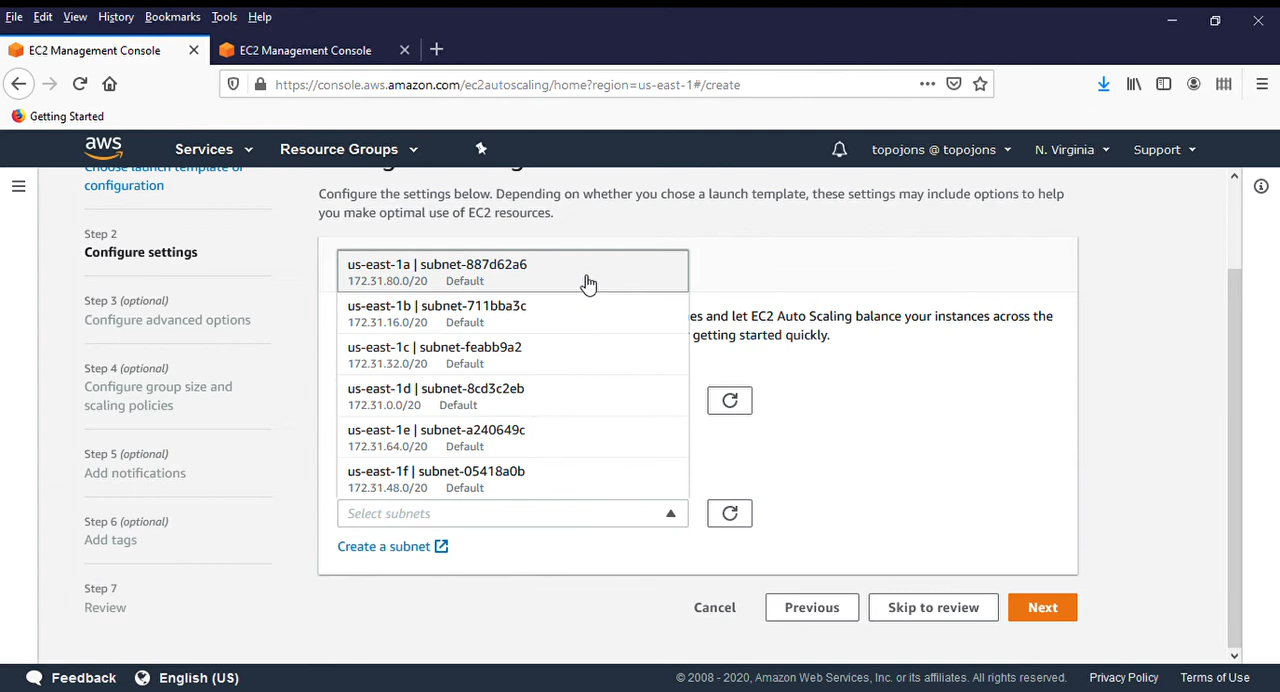 File Edit View History Bookmarks Tools Help
EC2 Management Console
EC2 Management Console
https://console.aws.amazon.com/ec2autoscaling/home?region=us-east-1#/create
Getting Started
aws
Services
Resource Groups
topojons @ topojons
N. Virginia
Support
configuration
Step 2
Configure settings
Step 3 (optional)
Configure advanced options
Step 4 (optional)
Configure group size and
scaling policies
Step 5 (optional)
Add notifications
Step 6 (optional)
Add tags
Step 7
Review
Configure the settings below. Depending on whether you chose a launch template, these settings may include options to help
you make optimal use of EC2 resources.
us-east-1a | subnet-887d62a6
172.31.80.0/20 Default
us-east-1b | subnet-711bba3c
172.31.16.0/20 Default
us-east-1c | subnet-feabb9a2
172.31.32.0/20 Default
us-east-1d | subnet-8cd3c2eb
172.31.0.0/20 Default
us-east-1e | subnet-a240649c
172.31.64.0/20 Default
us-east-1f | subnet-05418a0b
172.31.48.0/20 Default
es and let EC2 Auto Scaling balance your instances across the
getting started quickly.
Select subnets
Create a subnet
Cancel
Previous
Skip to review
Next
Feedback
English (US)
© 2008 - 2020, Amazon Web Services, Inc. or its affiliates. All rights reserved.
Privacy Policy
Terms of Use